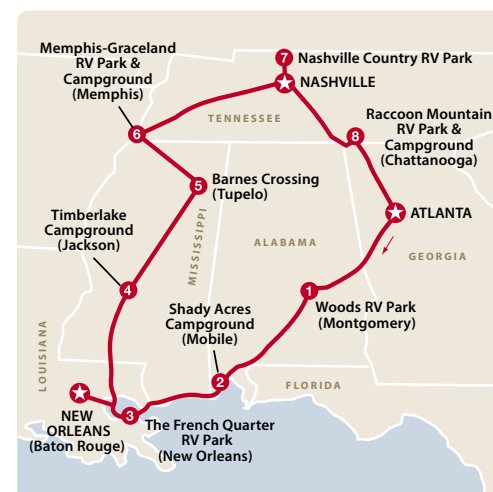 Memphis-Graceland
RV Park &
Campground
(Memphis)
7
Nashville Country RV Park
NASHVILLE
TENNESSEE
6
8
Raccoon Mountain
RV Park &
Campground
(Chattanooga)
5
Barnes Crossing
(Tupelo)
Timberlake
Campground
(Jackson)
MISSISSIPPI
ALABAMA
ATLANTA
GEORGIA
4
1
Woods RV Park
(Montgomery)
Shady Acres
Campground
(Mobile)
LOUISIANA
2
FLORIDA
NEW
ORLEANS
(Baton Rouge)
3
The French Quarter
RV Park
(New Orleans)